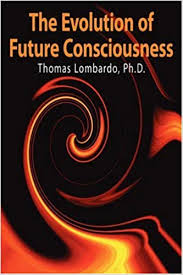 The Evolution of
Future Consciousness
Thomas Lombardo, Ph.D.